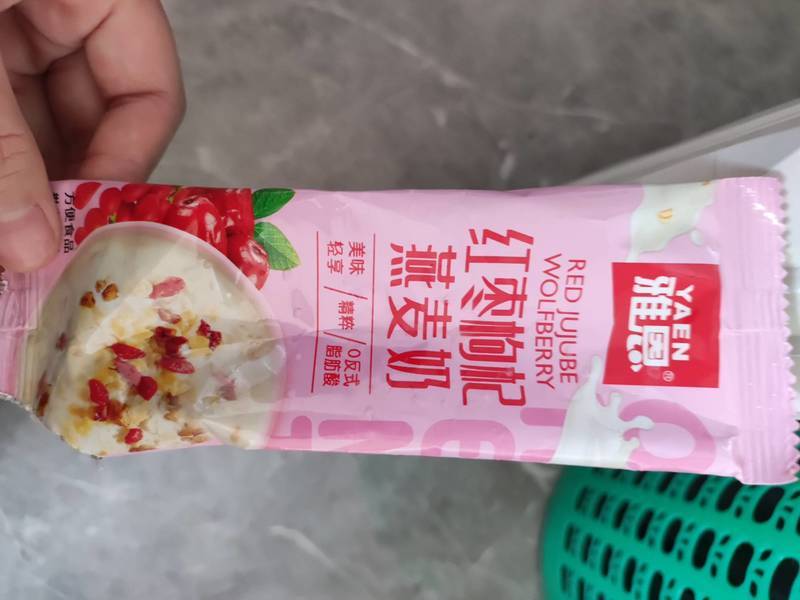 YAEN
雅恩®
RED JUJUBE
WOLFBERRY
红枣枸杞
燕麦奶
美味 / 精粹 / 0反式
轻享 脂肪酸
方便食品